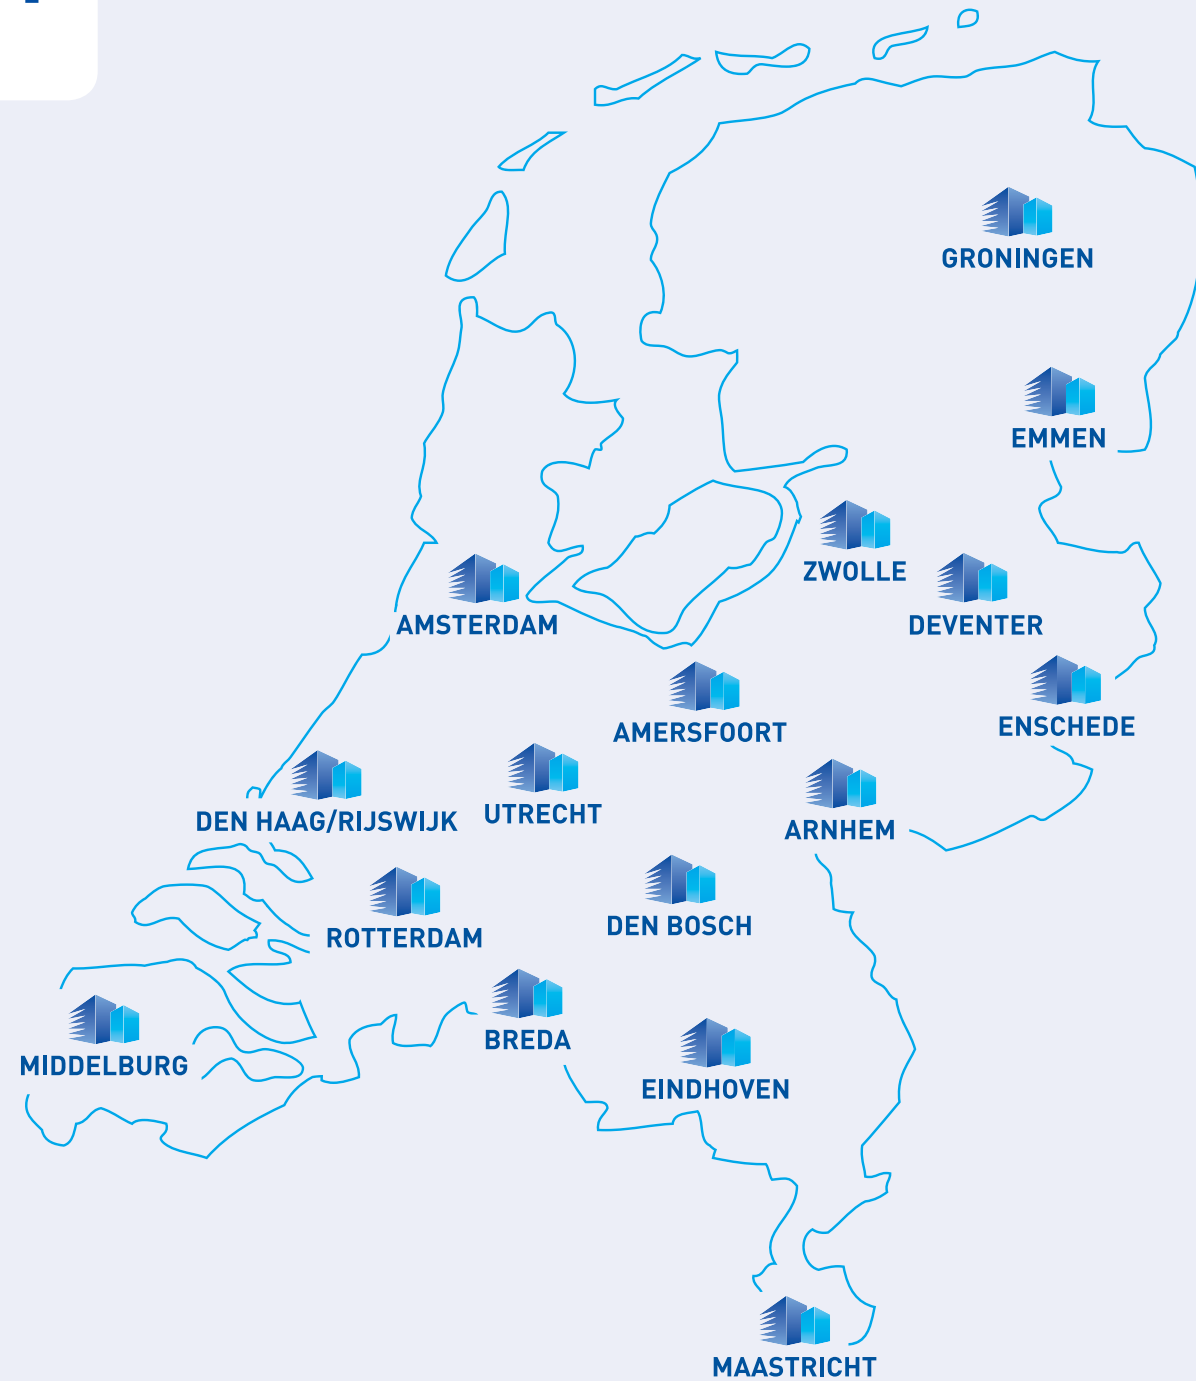 GRONINGEN
EMMEN
ZWOLLE
DEVENTER
AMSTERDAM
ENSCHEDE
AMERSFOORT
UTRECHT
DEN HAAG/RIJSWIJK
ARNHEM
DEN BOSCH
ROTTERDAM
BREDA
MIDDELBURG
EINDHOVEN
MAASTRICHT